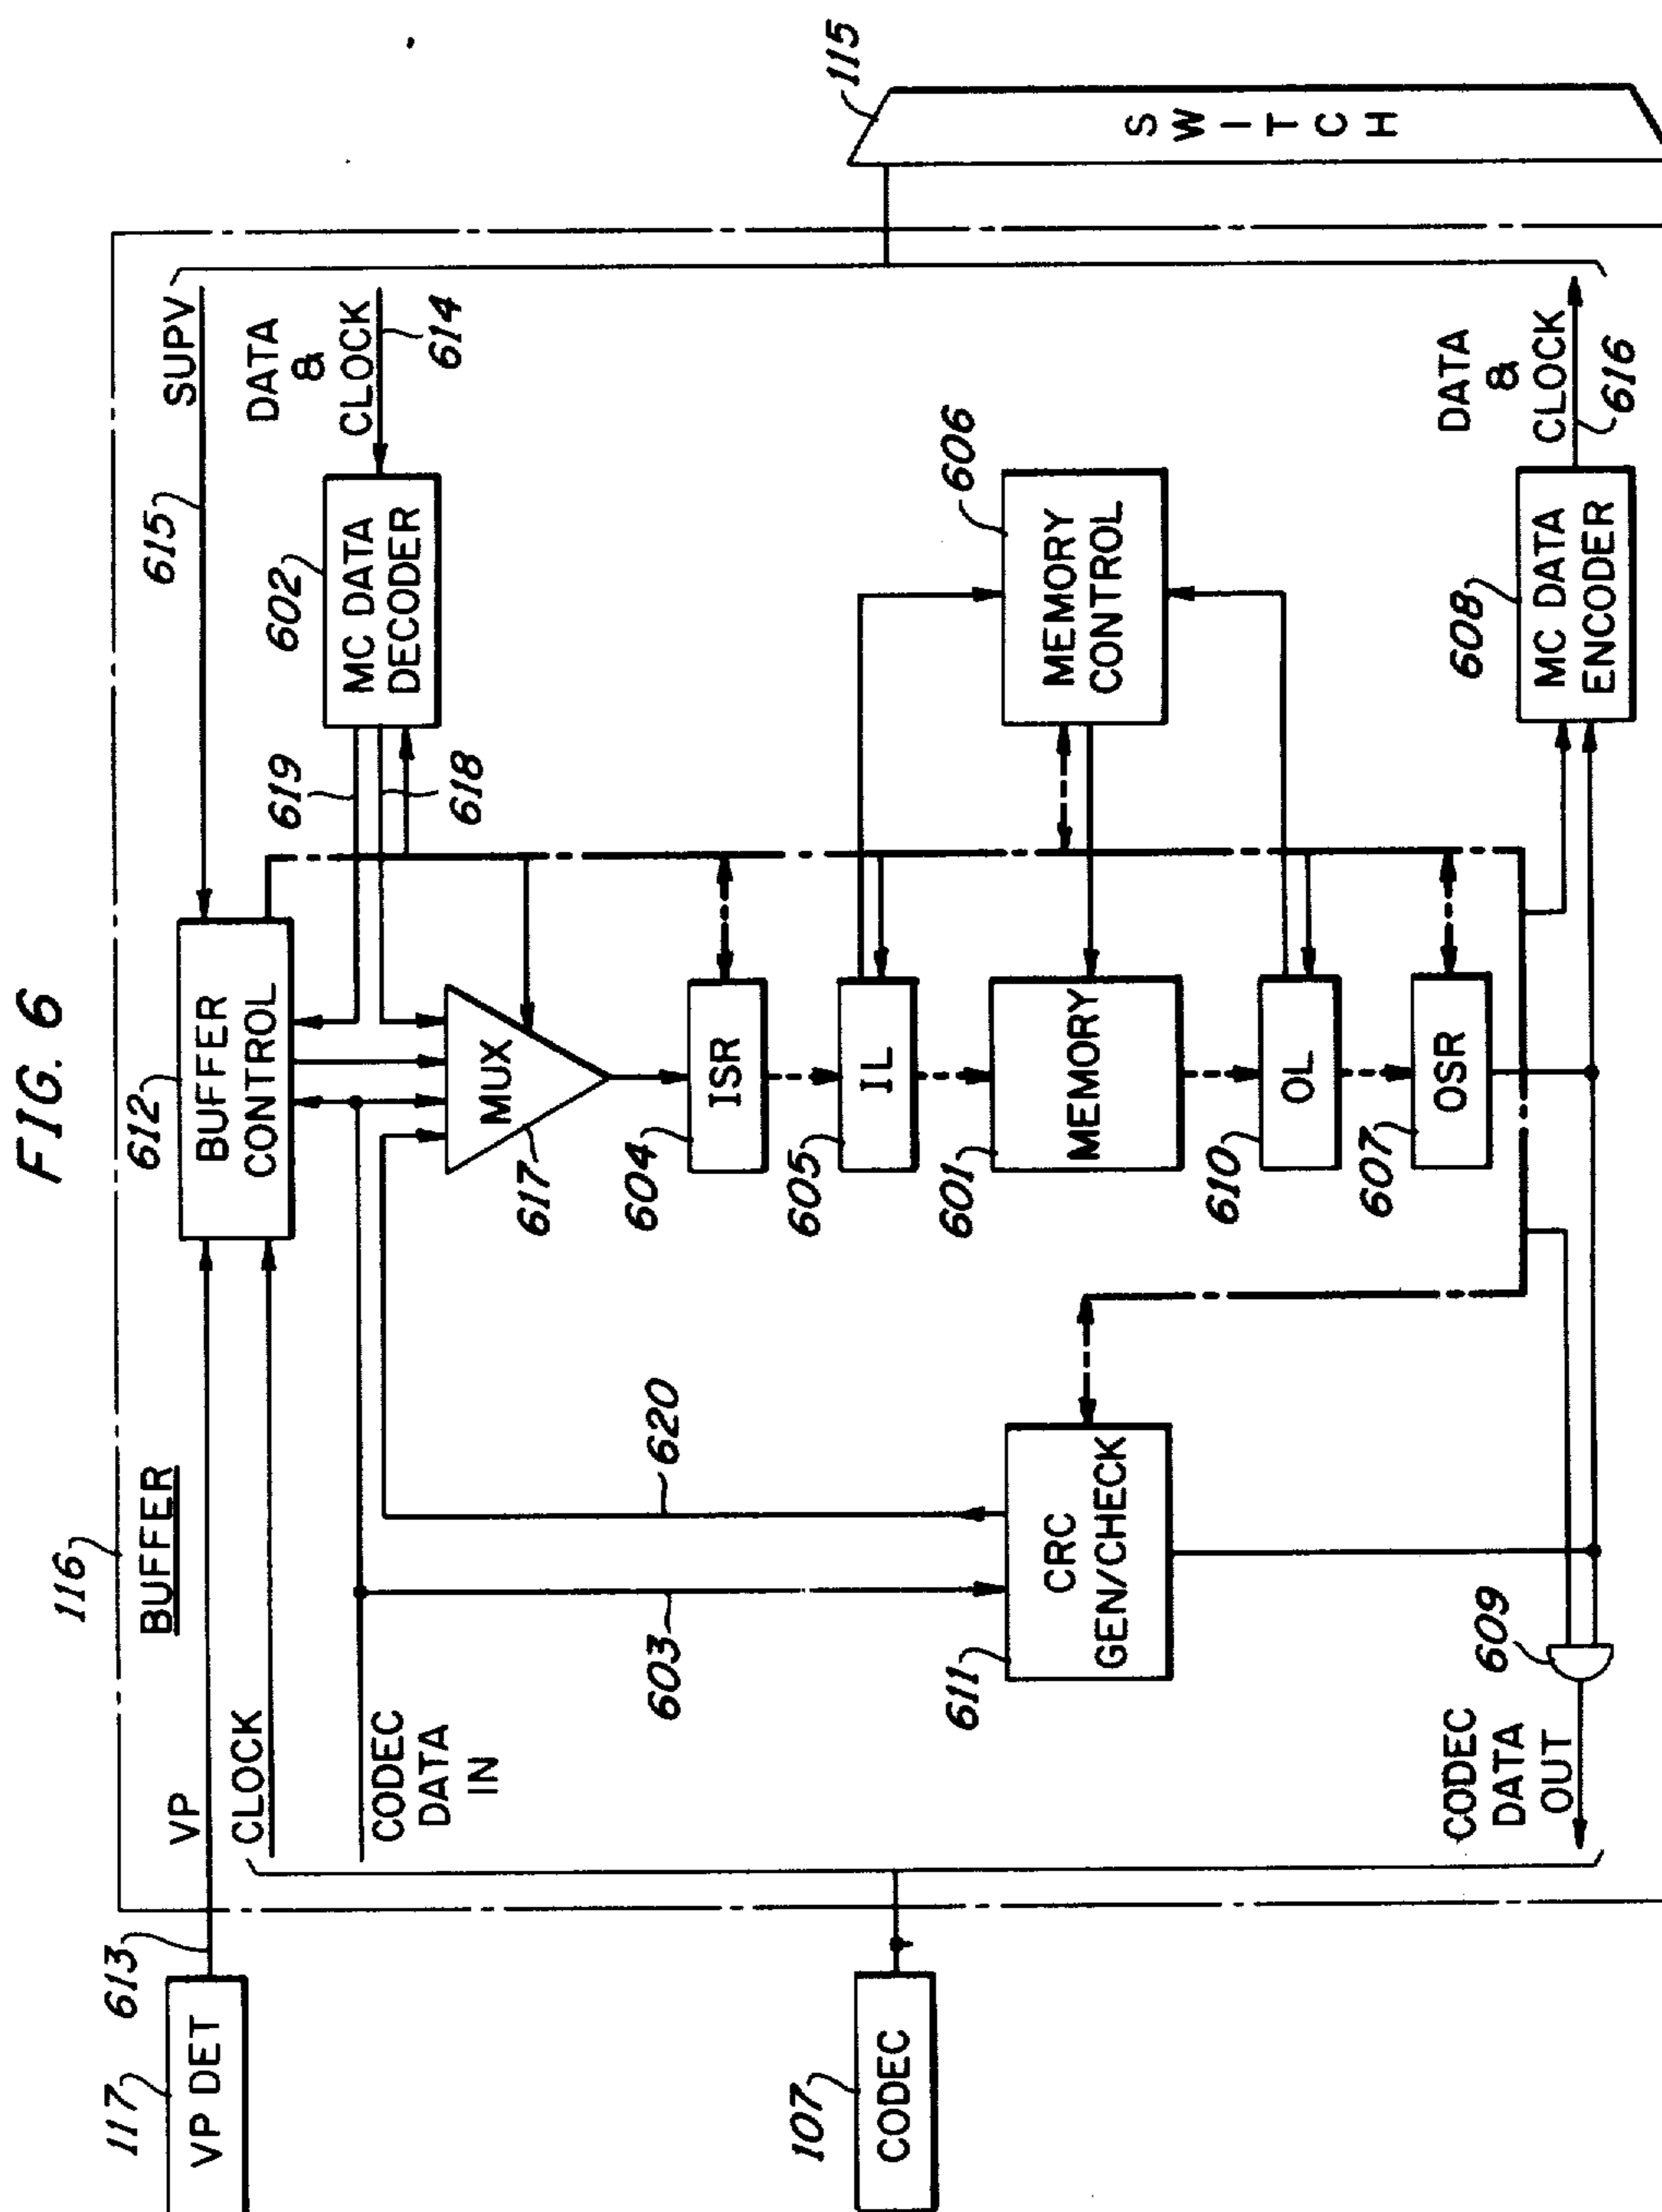 FIG. 6
117
VP DET
613
VP
116
BUFFER
CLOCK
CODEC
DATA
IN
612
BUFFER
CONTROL
615
SUPV
602
MC DATA
DECODER
DATA
&
CLOCK
614
619
618
MUX
617
620
603
604
ISR
605
IL
601
MEMORY
606
MEMORY
CONTROL
610
OL
607
OSR
CRC
GEN/CHECK
611
609
CODEC
DATA
OUT
608
MC DATA
ENCODER
DATA
&
CLOCK
616
107
CODEC
115
SWITCH